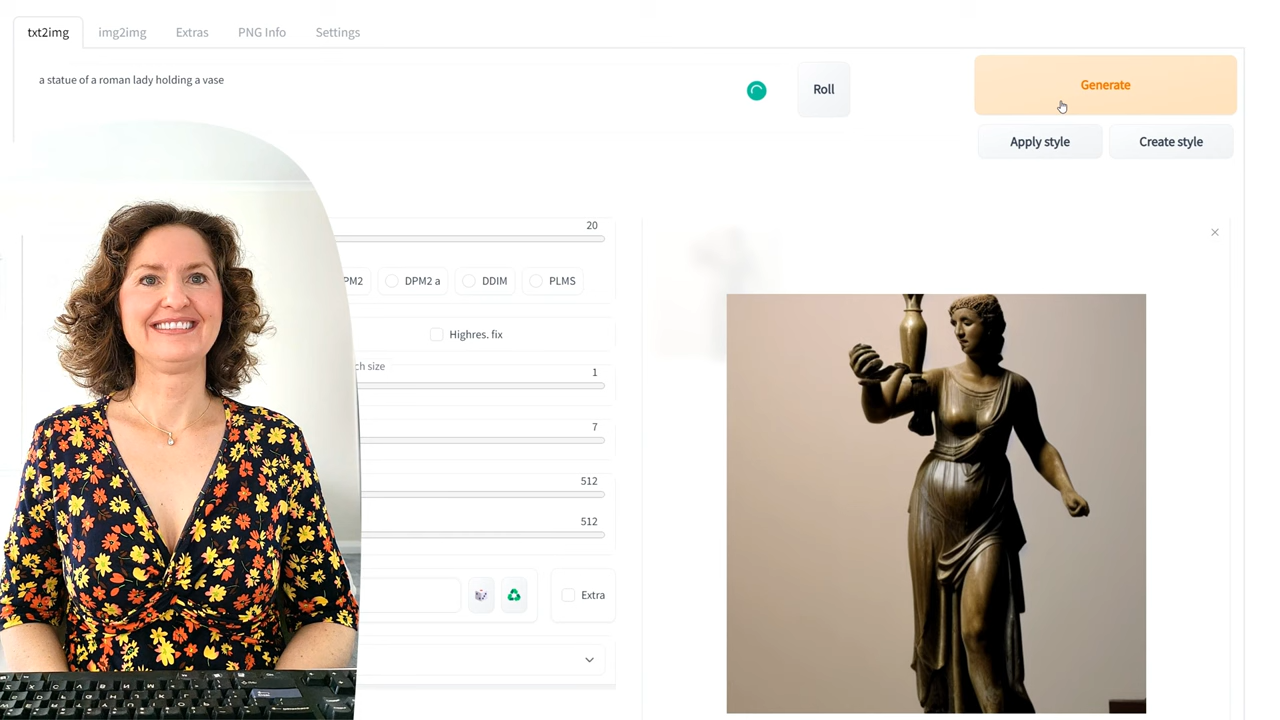 txt2img img2img Extras PNG Info Settings
a statue of a roman lady holding a vase
Roll
Generate
Apply style Create style
20
PM2 DPM2 a DDIM PLMS
Highres. fix
ch size
1
7
512
512
Extra